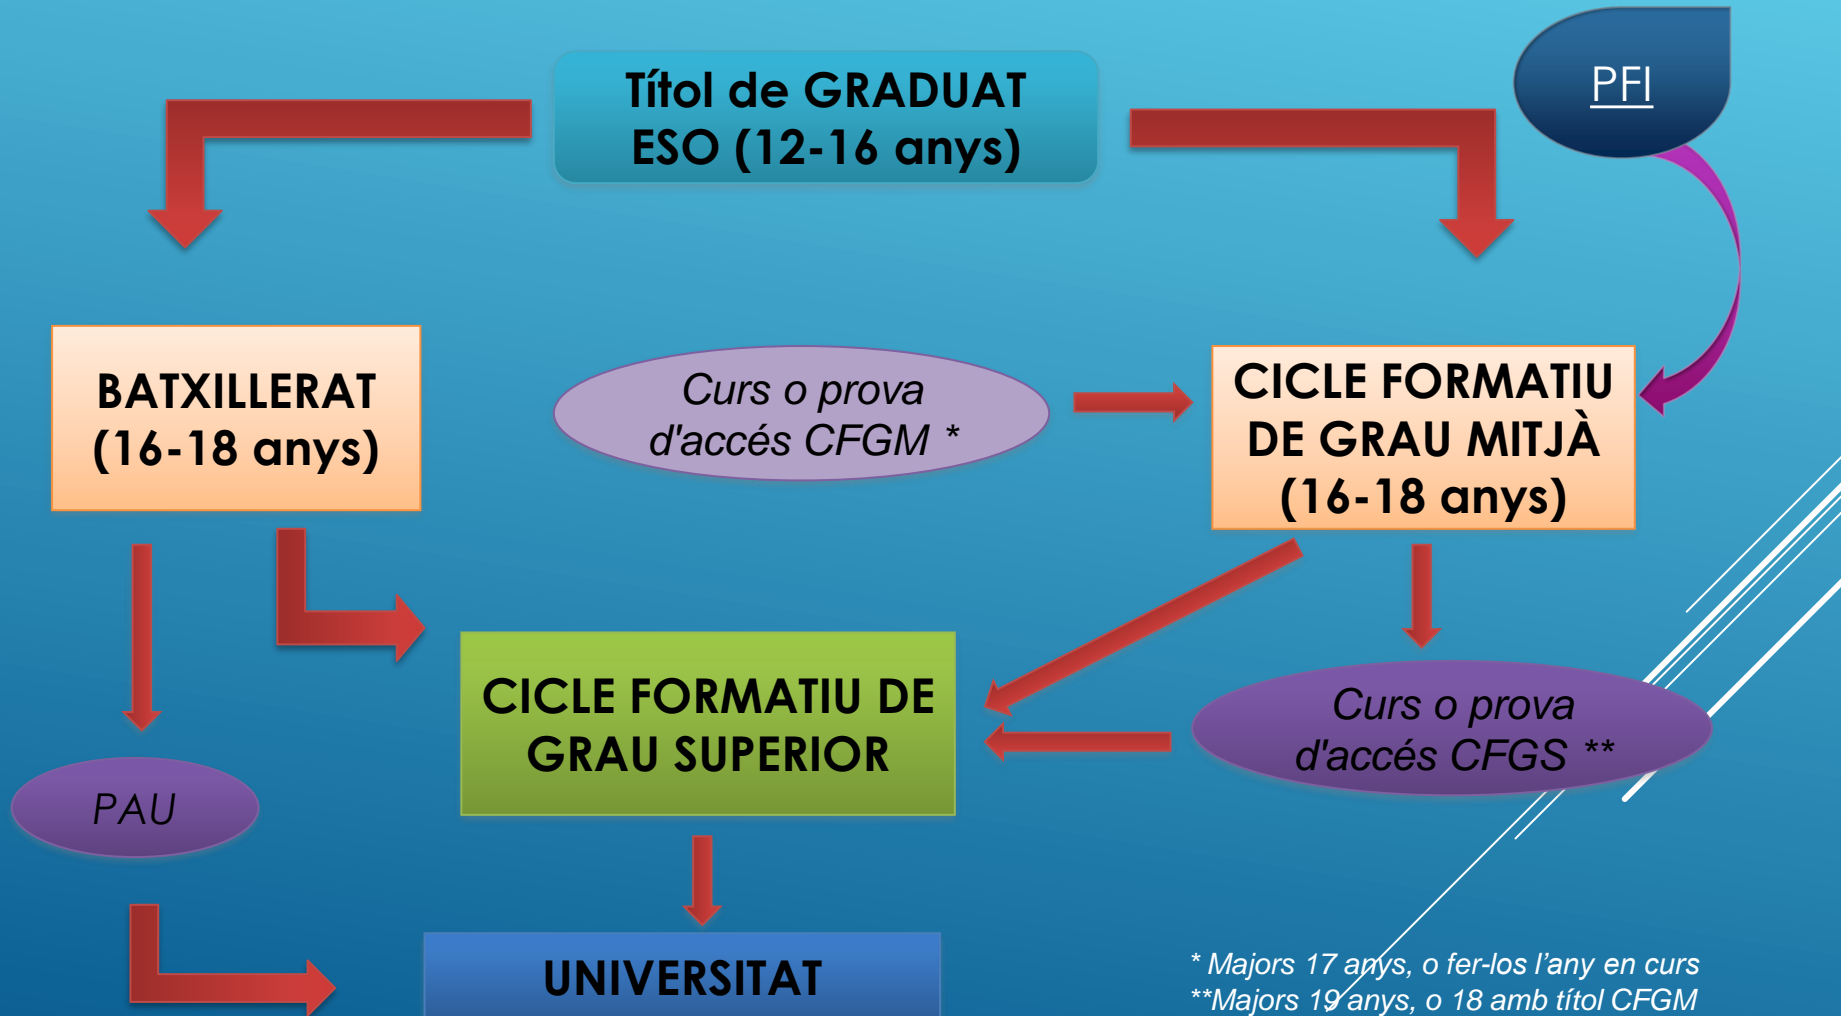 Títol de GRADUAT
ESO (12-16 anys)
PFI
BATXILLERAT
(16-18 anys)
Curs o prova
d'accés CFGM *
CICLE FORMATIU
DE GRAU MITJÀ
(16-18 anys)
CICLE FORMATIU DE
GRAU SUPERIOR
Curs o prova
d'accés CFGS **
PAU
UNIVERSITAT
* Majors 17 anys, o fer-los l’any en curs
**Majors 19 anys, o 18 amb títol CFGM